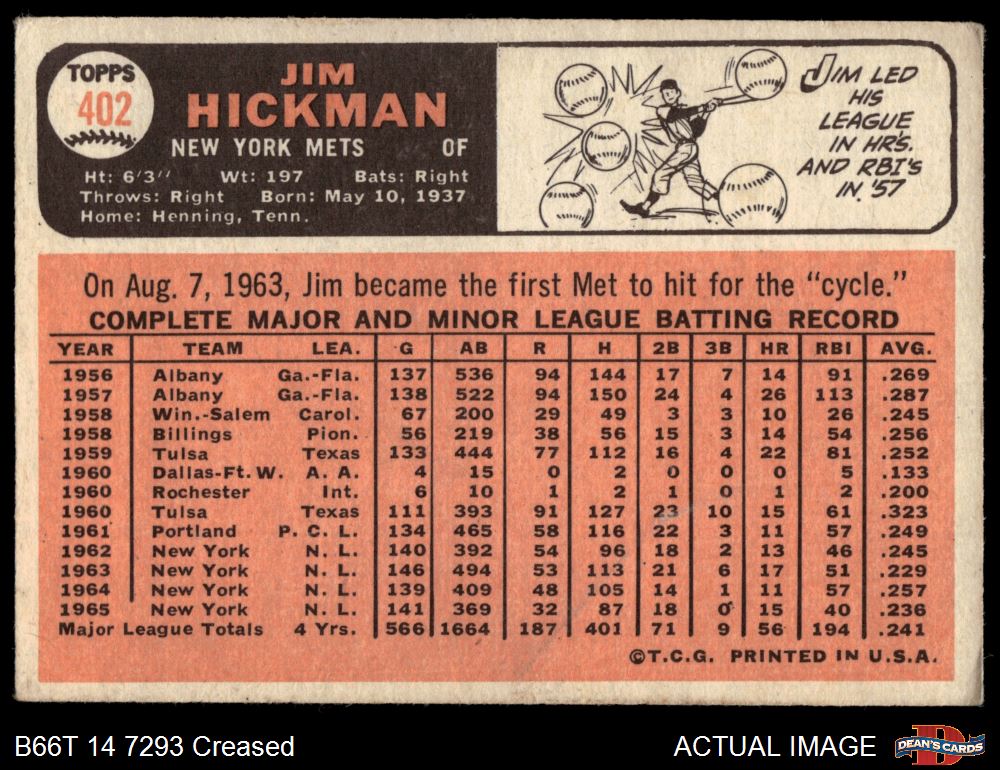 TOPPS
402
JIM
HICKMAN
NEW YORK METS OF
Ht: 6'3" Wt: 197 Bats: Right
Throws: Right Born: May 10, 1937
Home: Henning, Tenn.
JIM LED
HIS
LEAGUE
IN HR'S.
AND RBI'S
IN '57
On Aug. 7, 1963, Jim became the first Met to hit for the "cycle."
COMPLETE MAJOR AND MINOR LEAGUE BATTING RECORD
YEAR TEAM LEA. G AB R H 2B 3B HR RBI AVG.
1956 Albany Ga.-Fla. 137 536 94 144 17 7 14 91 .269
1957 Albany Ga.-Fla. 138 522 94 150 24 4 26 113 .287
1958 Win.-Salem Carol. 67 200 29 49 3 3 10 26 .245
1958 Billings Pion. 56 219 38 56 15 3 14 54 .256
1959 Tulsa Texas 133 444 77 112 16 4 22 81 .252
1960 Dallas-Ft. W. A. A. 4 15 0 2 0 0 0 5 .133
1960 Rochester Int. 6 10 1 2 1 0 1 2 .200
1960 Tulsa Texas 111 393 91 127 23 10 15 61 .323
1961 Portland P. C. L. 134 465 58 116 22 3 11 57 .249
1962 New York N. L. 140 392 54 96 18 2 13 46 .245
1963 New York N. L. 146 494 53 113 21 6 17 51 .229
1964 New York N. L. 139 409 48 105 14 1 11 57 .257
1965 New York N. L. 141 369 32 87 18 0 15 40 .236
Major League Totals 4 Yrs. 566 1664 187 401 71 9 56 194 .241
©T.C.G. PRINTED IN U.S.A.
B66T 14 7293 Creased
ACTUAL IMAGE
DEAN'S CARDS